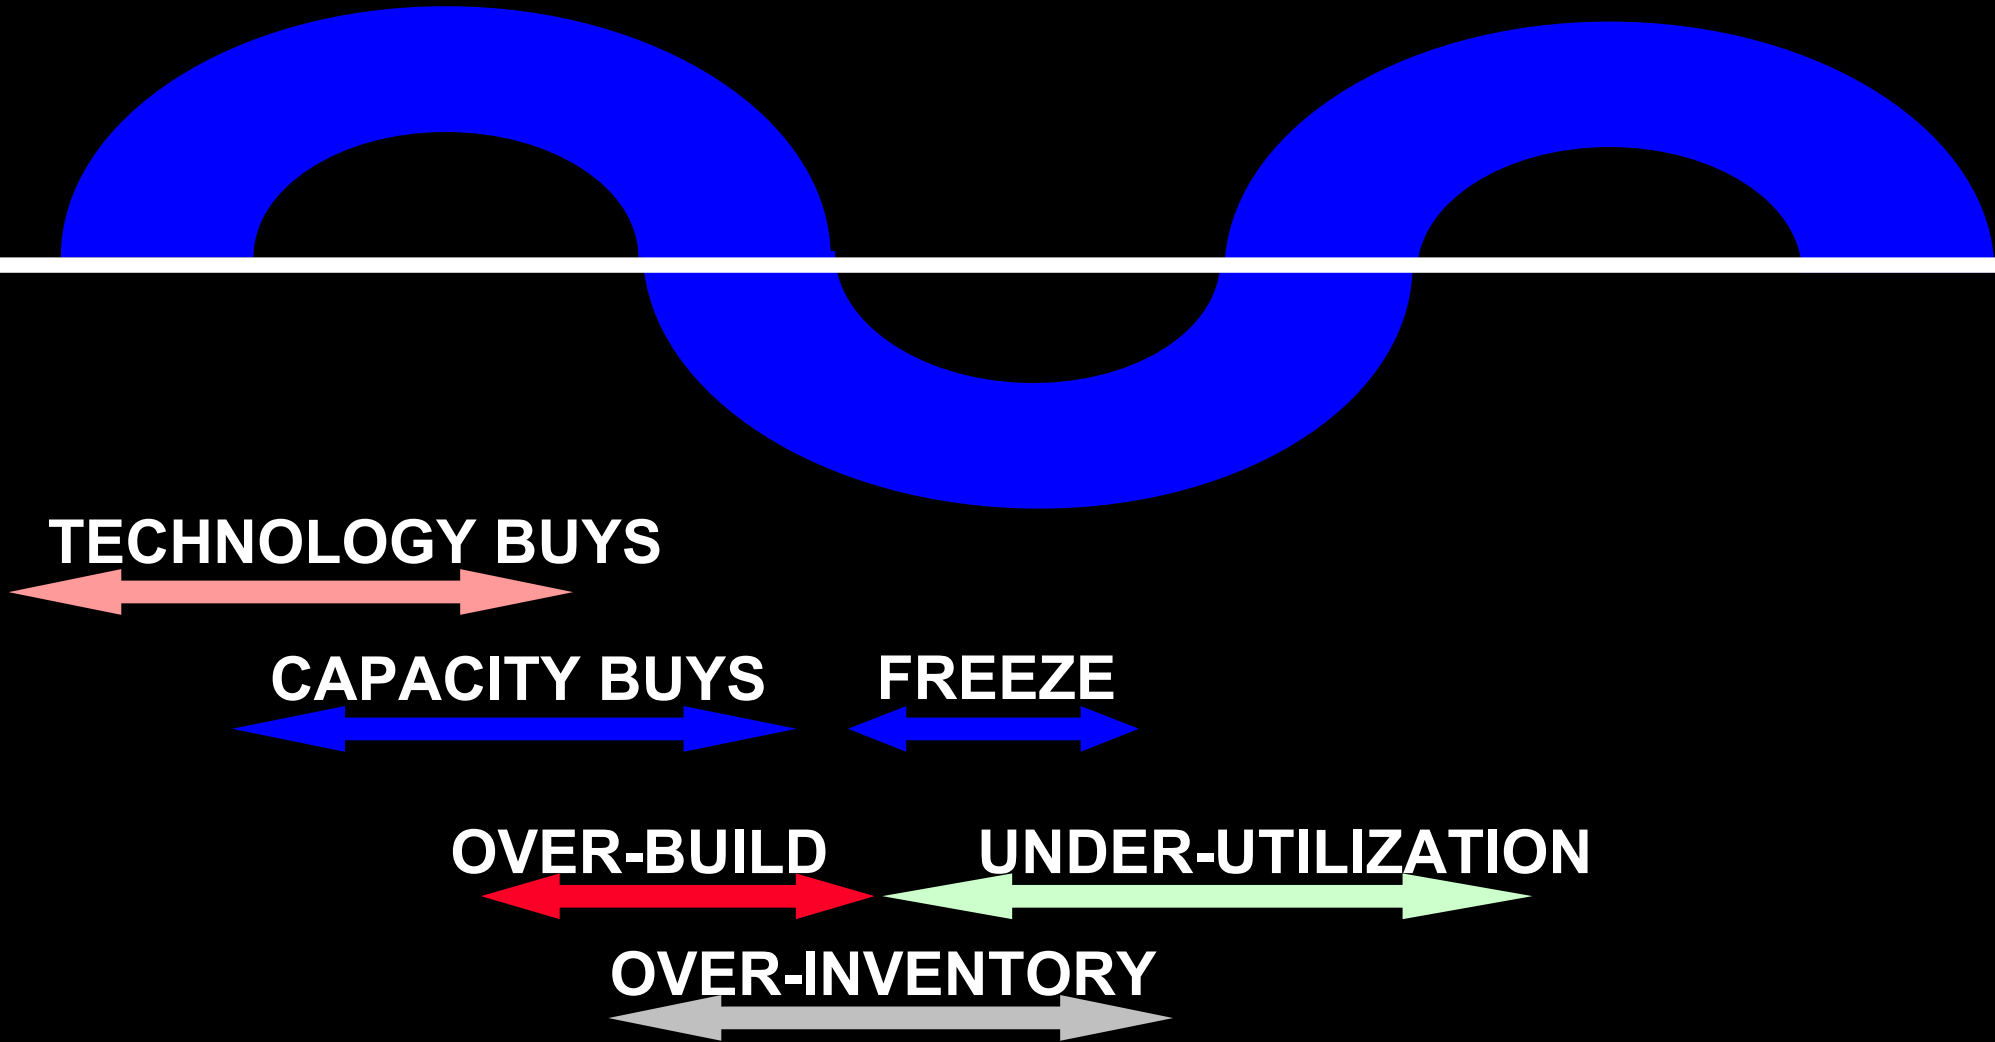 TECHNOLOGY BUYS
CAPACITY BUYS
FREEZE
OVER-BUILD
UNDER-UTILIZATION
OVER-INVENTORY